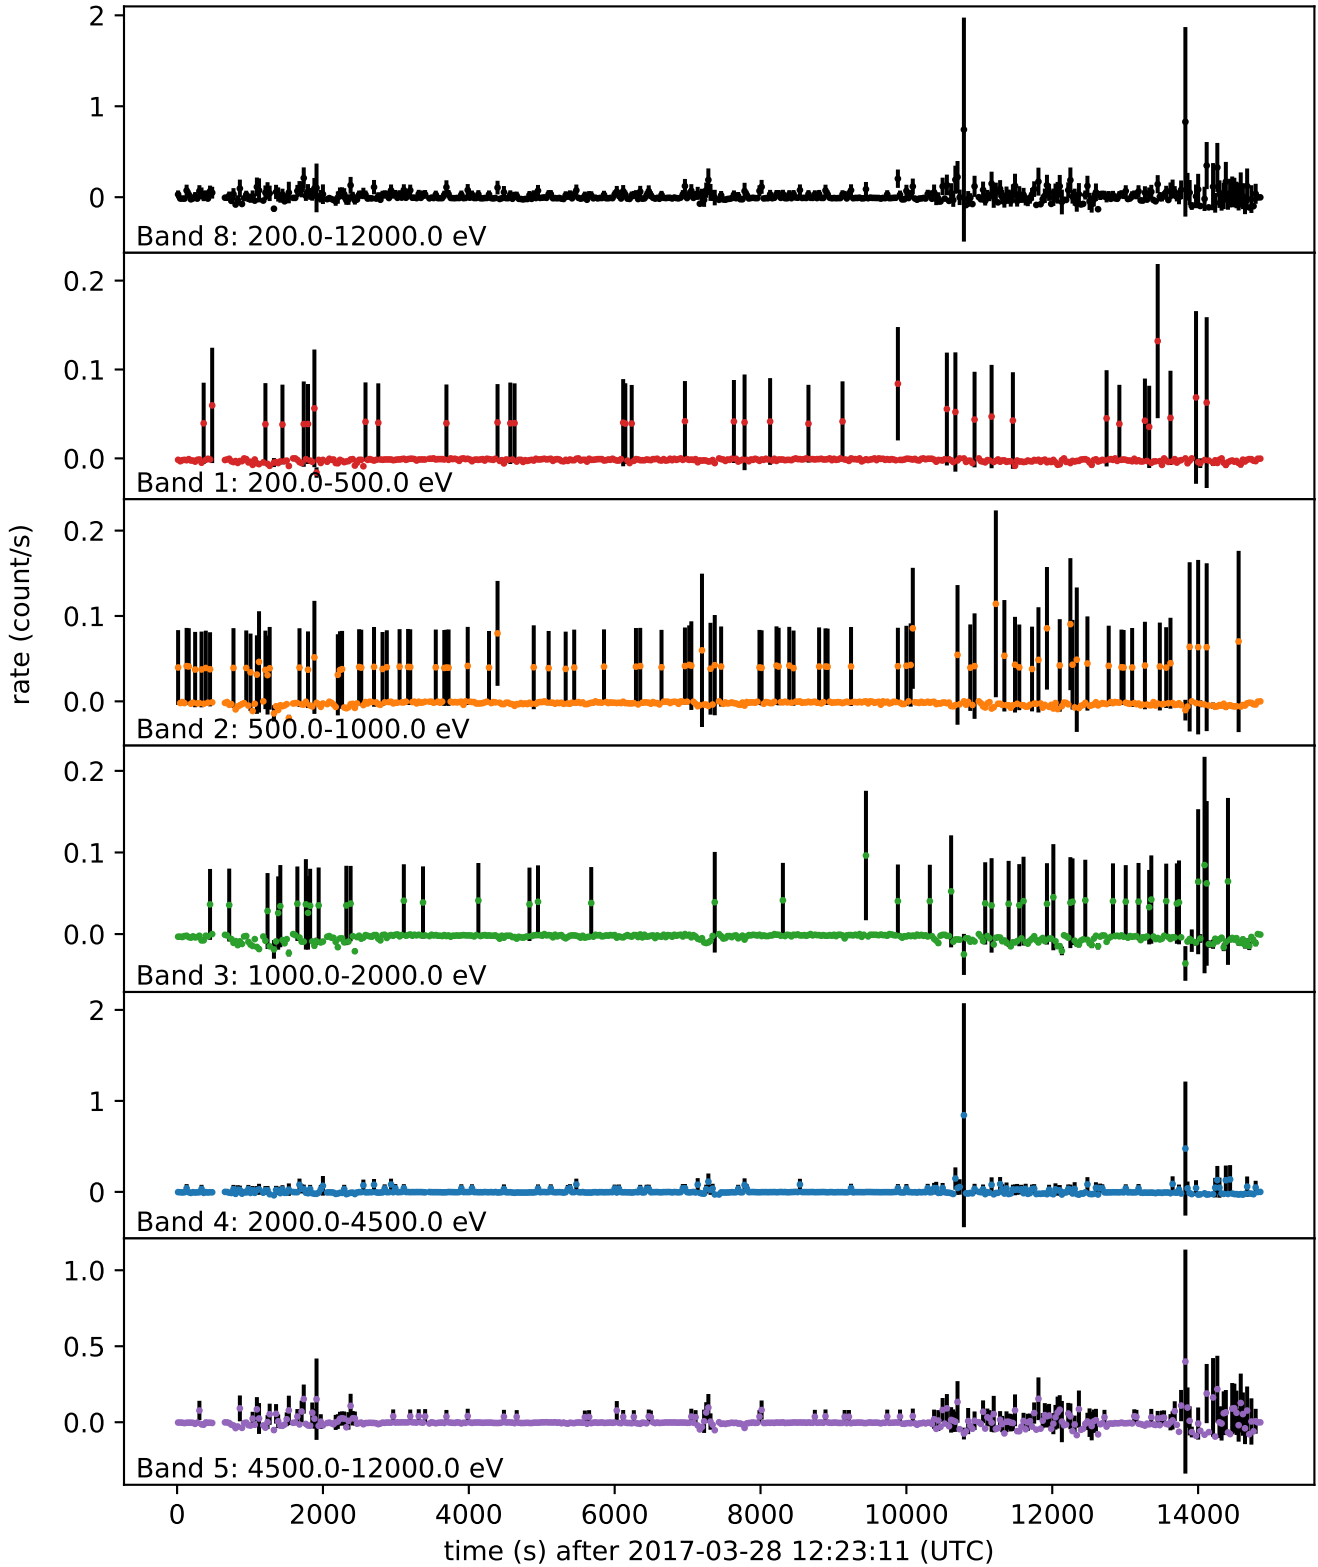 2
1
0
Band 8: 200.0-12000.0 eV
0.2
0.1
0.0
Band 1: 200.0-500.0 eV
0.2
0.1
0.0
Band 2: 500.0-1000.0 eV
rate (count/s)
0.2
0.1
0.0
Band 3: 1000.0-2000.0 eV
2
1
0
Band 4: 2000.0-4500.0 eV
1.0
0.5
0.0
Band 5: 4500.0-12000.0 eV
0 2000 4000 6000 8000 10000 12000 14000
time (s) after 2017-03-28 12:23:11 (UTC)